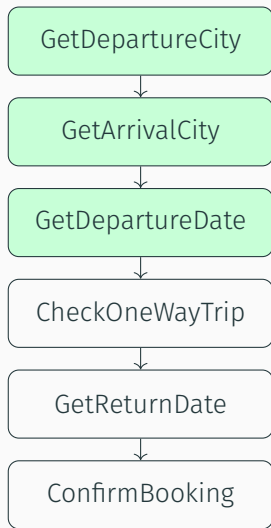 GetDepartureCity
GetArrivalCity
GetDepartureDate
CheckOneWayTrip
GetReturnDate
ConfirmBooking